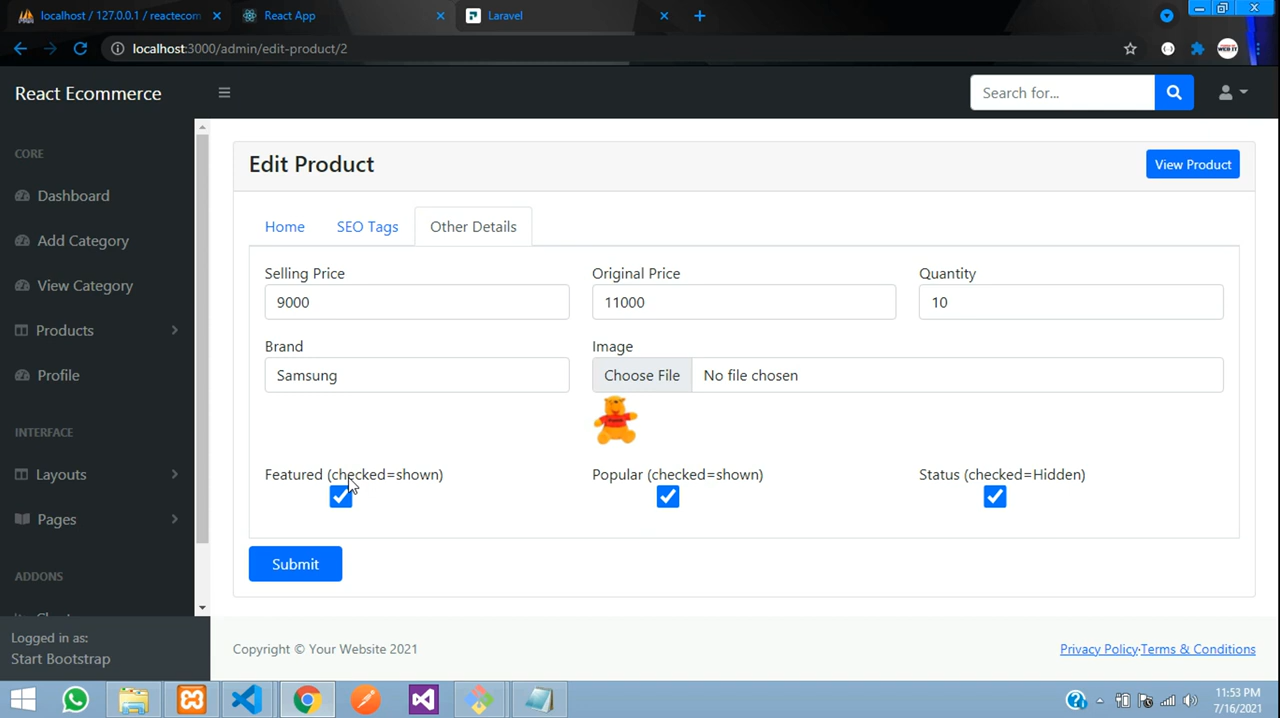 localhost / 127.0.0.1 / reactecom
React App
Laravel
localhost:3000/admin/edit-product/2
React Ecommerce
Search for...
CORE
Dashboard
Add Category
View Category
Products
Profile
INTERFACE
Layouts
Pages
ADDONS
Logged in as:
Start Bootstrap
Edit Product
View Product
Home
SEO Tags
Other Details
Selling Price
Original Price
Quantity
9000
11000
10
Brand
Image
Samsung
Choose File
No file chosen
Featured (checked=shown)
Popular (checked=shown)
Status (checked=Hidden)
Submit
Copyright © Your Website 2021
Privacy Policy·Terms & Conditions
11:53 PM
7/16/2021